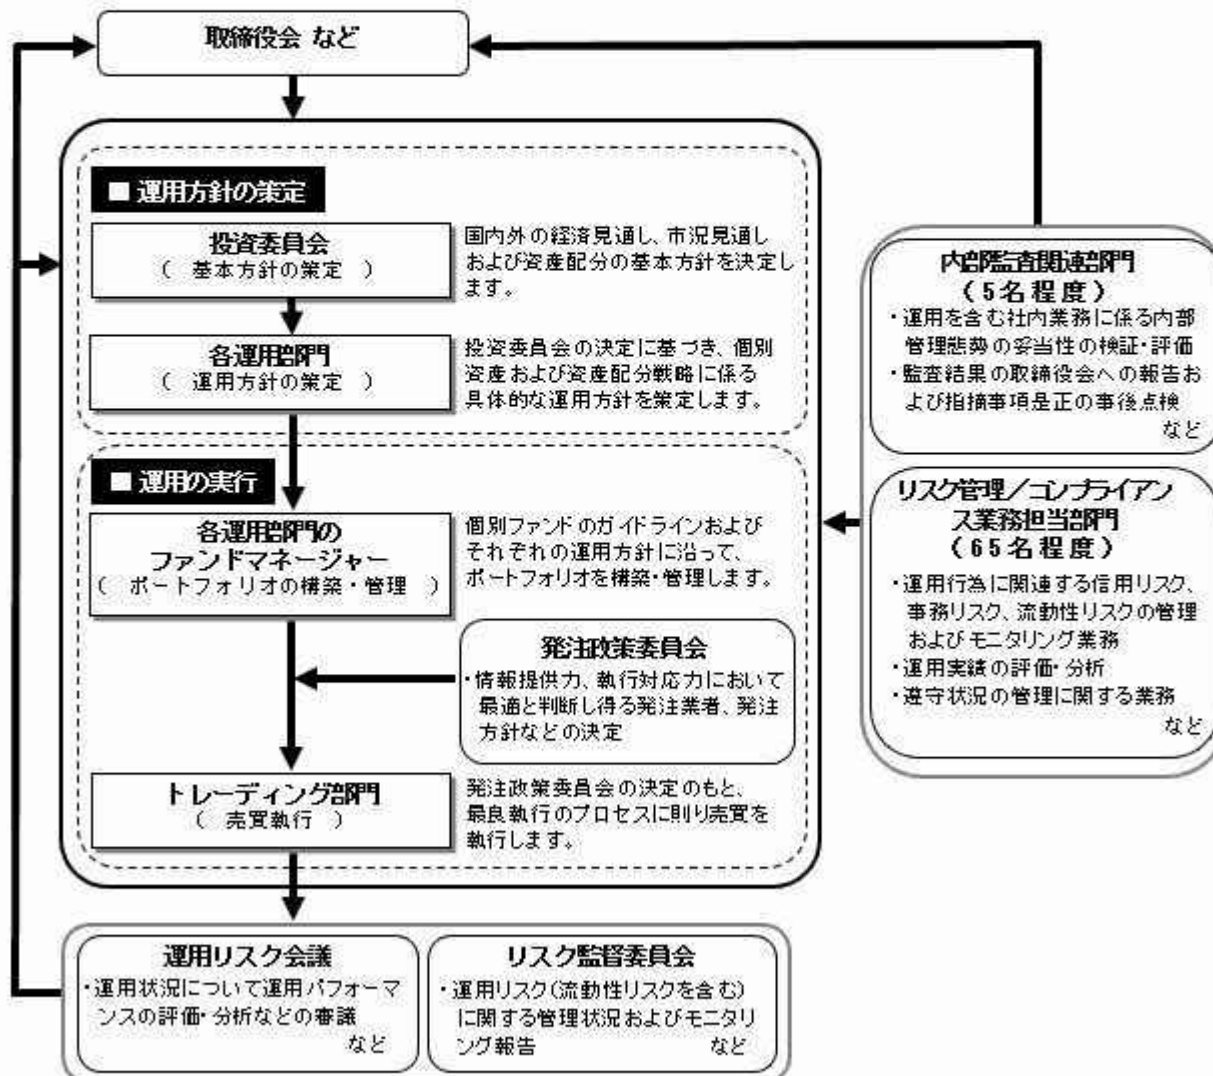 取締役会 など
■ 運用方針の策定
投資委員会
( 基本方針の策定 )
国内外の経済見通し、市況見通し
および資産配分の基本方針を決定し
ます。
各運用部門
( 運用方針の策定 )
投資委員会の決定に基づき、個別
資産および資産配分戦略に係る
具体的な運用方針を策定します。
■ 運用の実行
各運用部門の
ファンドマネージャー
( ポートフォリオの構築・管理 )
個別ファンドのガイドラインおよび
それぞれの運用方針に沿って、
ポートフォリオを構築・管理します。
発注政策委員会
・情報提供力、執行対応力において
最適と判断し得る発注業者、発注
方針などの決定
トレーディング部門
( 売買執行 )
発注政策委員会の決定のもと、
最良執行のプロセスに則り売買を
執行します。
内部監査関連部門
(5名程度)
・運用を含む社内業務に係る内部
管理態勢の妥当性の検証・評価
・監査結果の取締役会への報告お
よび指摘事項是正の事後点検
など
リスク管理/コンプライアン
ス業務担当部門
(65名程度)
・運用行為に関連する信用リスク、
事務リスク、流動性リスクの管理
およびモニタリング業務
・運用実績の評価・分析
・遵守状況の管理に関する業務
など
運用リスク会議
・運用状況について運用パフォーマ
ンスの評価・分析などの審議
など
リスク監督委員会
・運用リスク(流動性リスクを含む)
に関する管理状況およびモニタリ
ング報告 など